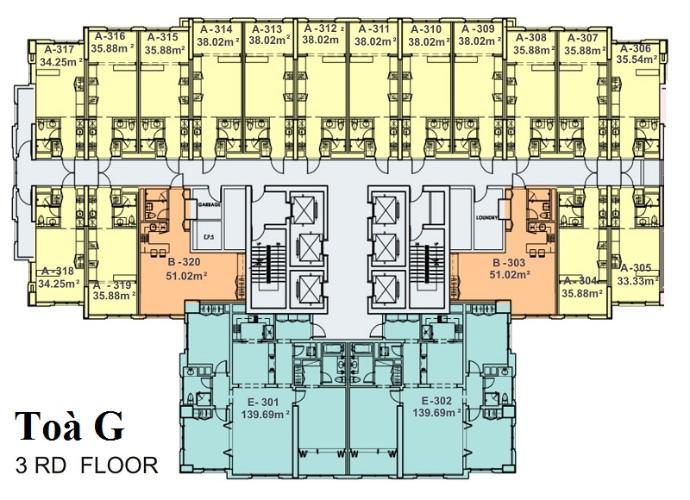 A-317
34.25m²
A-316
35.88m²
A-315
35.88m²
A-314
38.02m²
A-313
38.02m²
A-312
38.02m
A-311
38.02m²
A-310
38.02m²
A-309
38.02m²
A-308
35.88m²
A-307
35.88m²
A-306
35.54m²
GARBAGE
E.P.S
LOUNDRY
UP
UP
A-318
34.25m²
A-319
35.88m²
B-320
51.02m²
B-303
51.02m²
A-304
35.88m²
A-305
33.33m²
E-301
139.69m²
E-302
139.69m²
Toà G
3 RD FLOOR